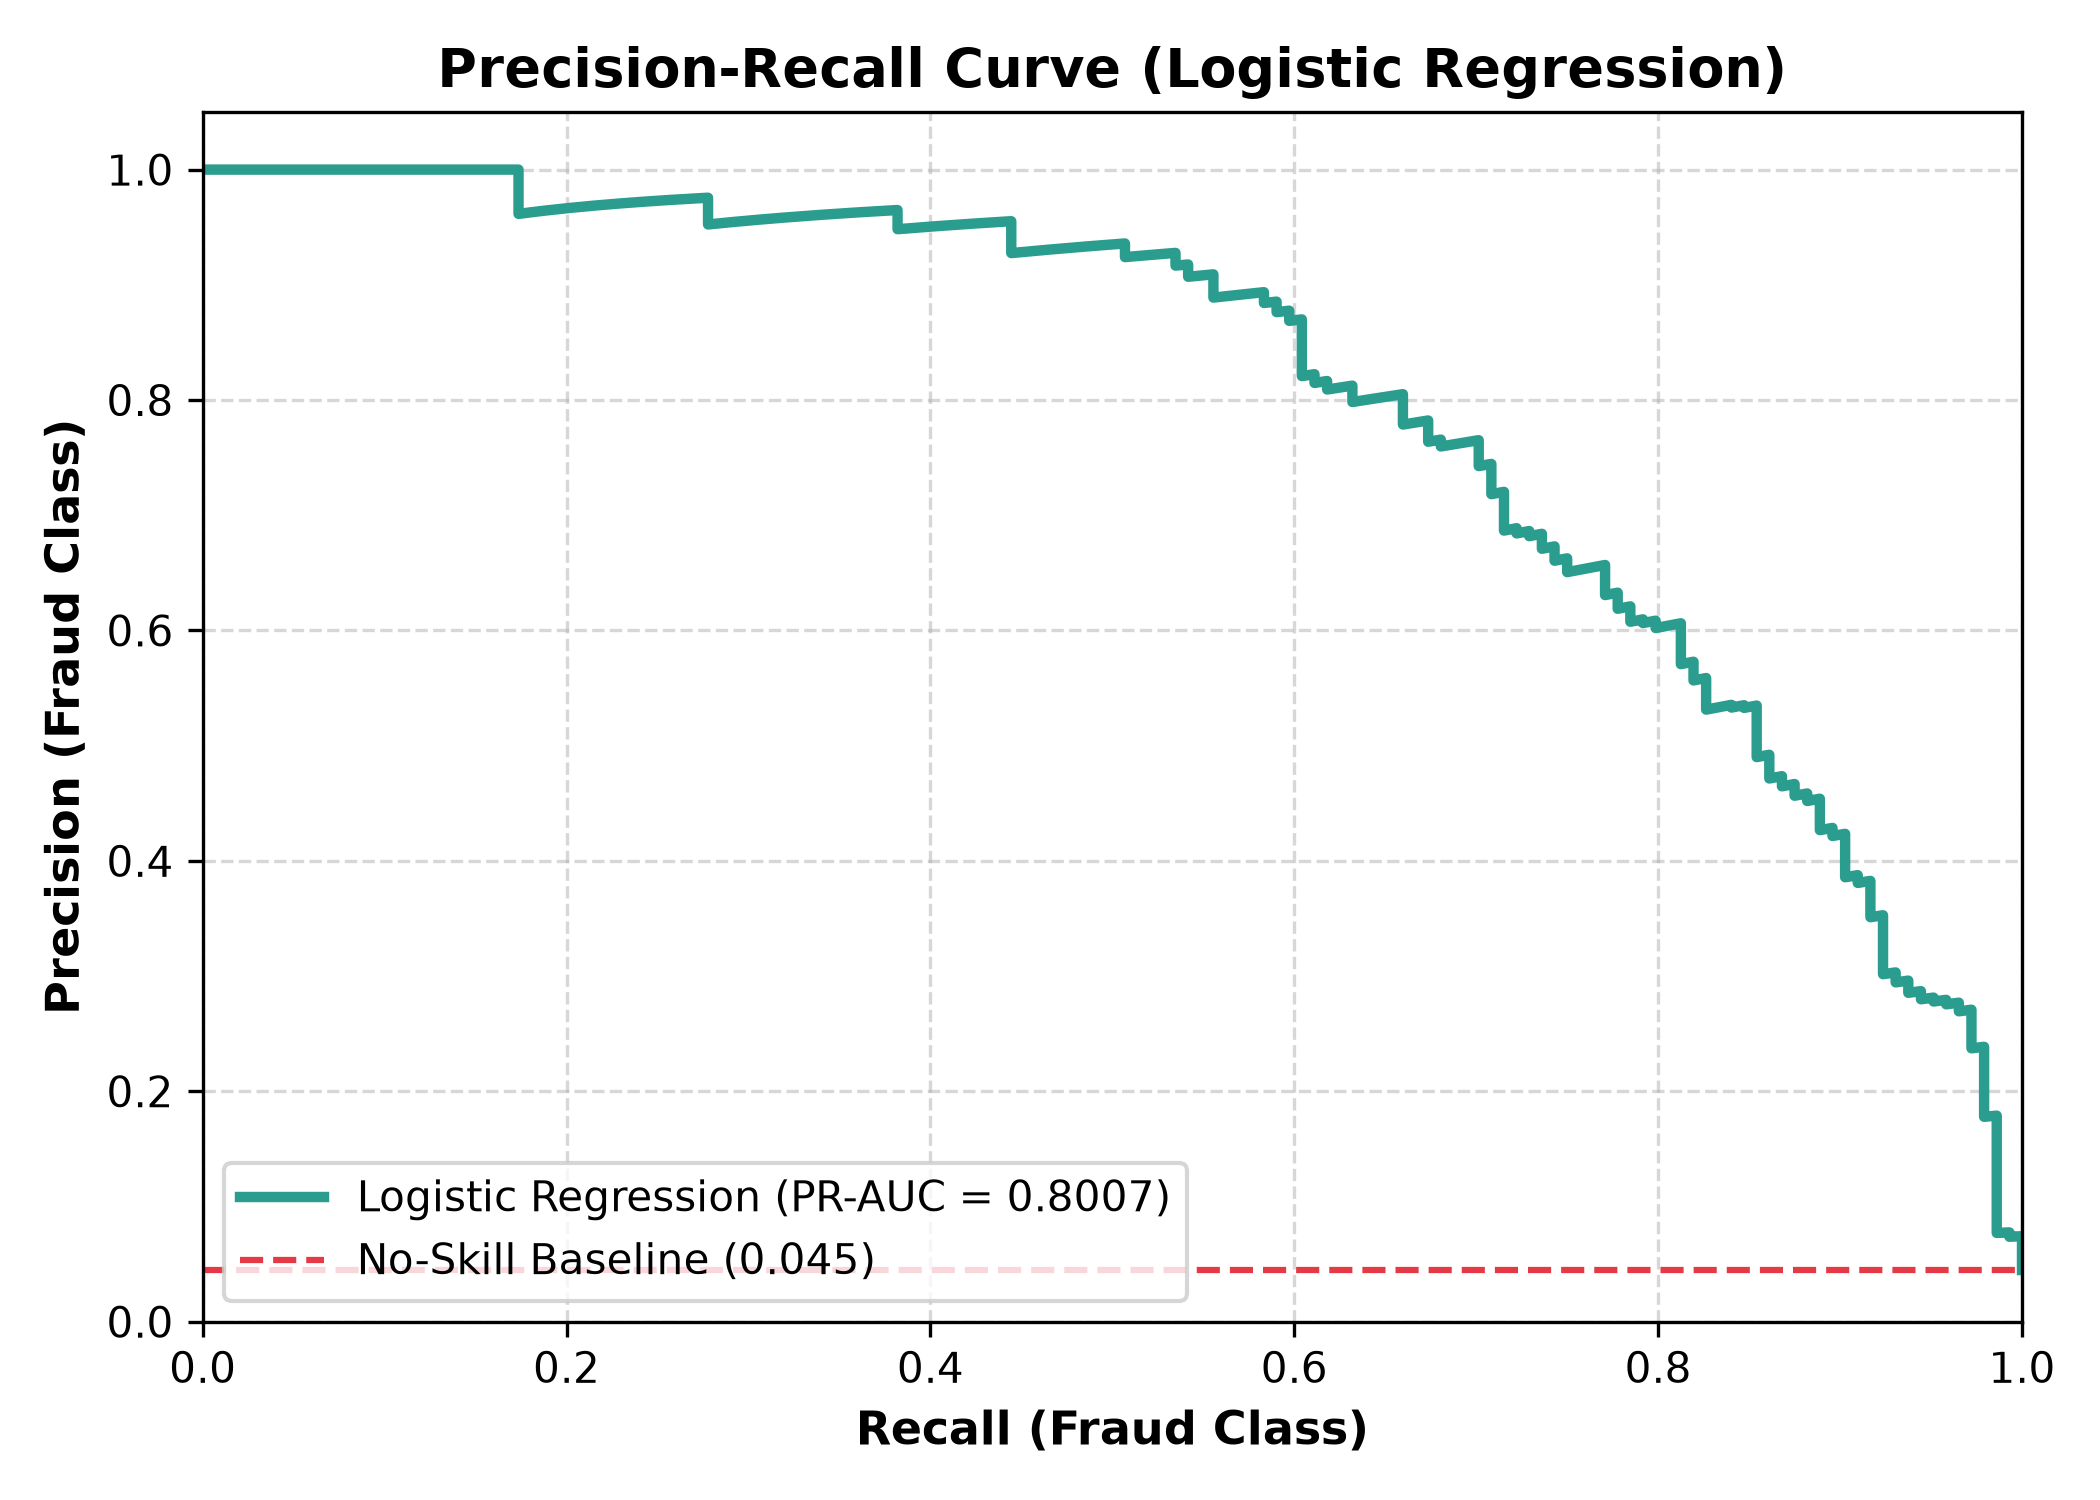 Precision-Recall Curve (Logistic Regression)
Precision (Fraud Class)
1.0
0.8
0.6
0.4
0.2
0.0
Logistic Regression (PR-AUC = 0.8007)
No-Skill Baseline (0.045)
0.0 0.2 0.4 0.6 0.8 1.0
Recall (Fraud Class)